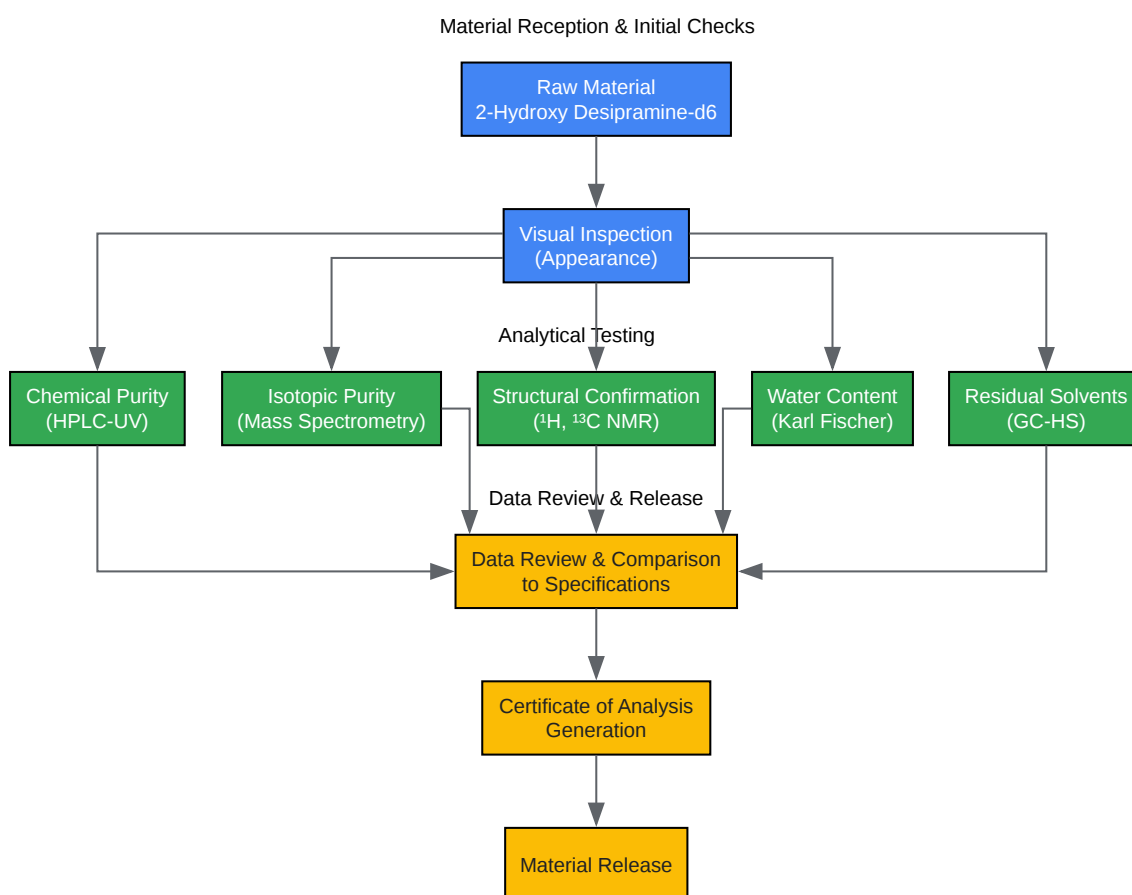 Material Reception & Initial Checks
Raw Material
2-Hydroxy Desipramine-d6
Visual Inspection
(Appearance)
Analytical Testing
Chemical Purity
(HPLC-UV)
Isotopic Purity
(Mass Spectrometry)
Structural Confirmation
(¹H, ¹³C NMR)
Water Content
(Karl Fischer)
Residual Solvents
(GC-HS)
Data Review & Release
Data Review & Comparison
to Specifications
Certificate of Analysis
Generation
Material Release